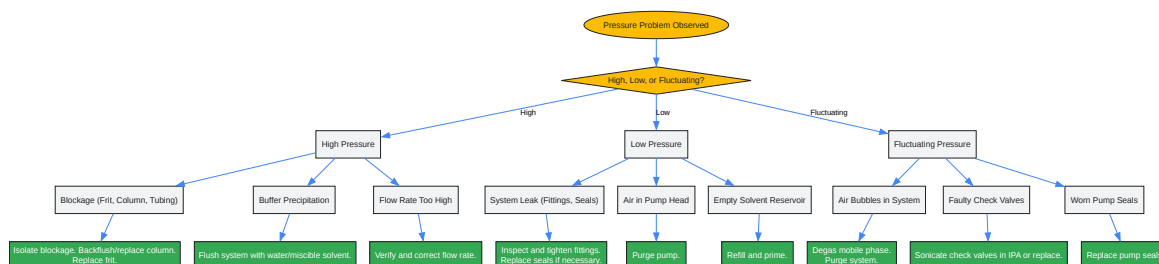 Pressure Problem Observed
High, Low, or Fluctuating?
High
Low
Fluctuating
High Pressure
Low Pressure
Fluctuating Pressure
Blockage (Frit, Column, Tubing)
Buffer Precipitation
Flow Rate Too High
System Leak (Fittings, Seals)
Air in Pump Head
Empty Solvent Reservoir
Air Bubbles in System
Faulty Check Valves
Worn Pump Seals
Isolate blockage. Backflush/replace column.
Replace frit.
Flush system with water/miscible solvent.
Verify and correct flow rate.
Inspect and tighten fittings.
Replace seals if necessary.
Purge pump.
Refill and prime.
Degas mobile phase.
Purge system.
Sonicate check valves in IPA or replace.
Replace pump seals